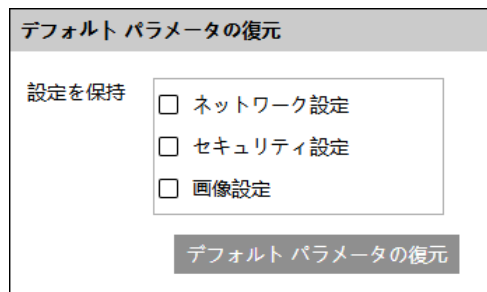 デフォルト パラメータの復元
設定を保持
ネットワーク設定
セキュリティ設定
画像設定
デフォルト パラメータの復元